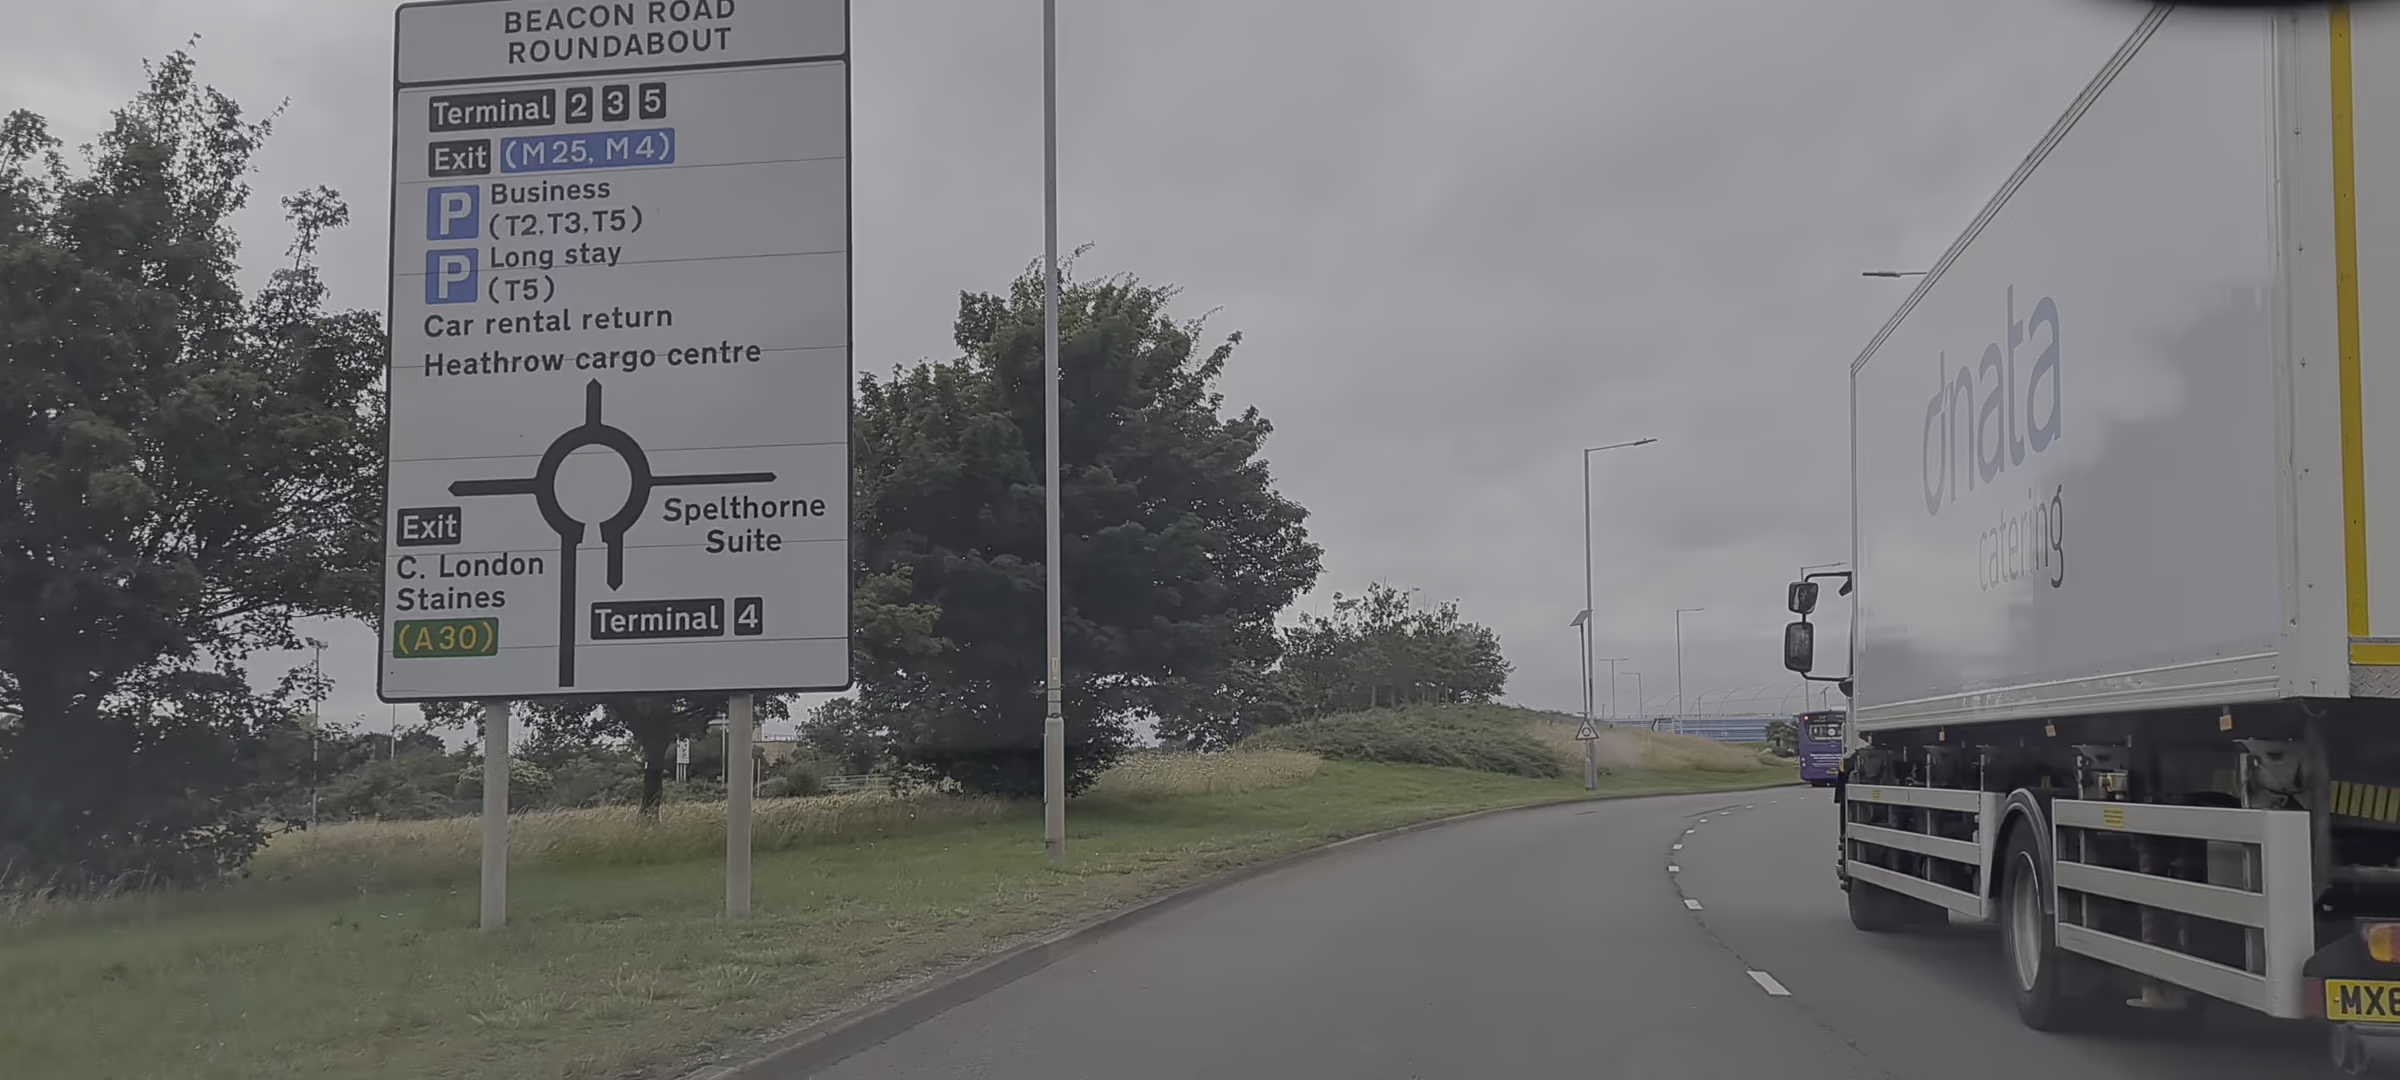 BEACON ROAD
ROUNDABOUT
Terminal 2 3 5
Exit (M25, M4)
P Business
(T2,T3,T5)
P Long stay
(T5)
Car rental return
Heathrow cargo centre
Exit
C. London
Staines
(A30)
Spelthorne
Suite
Terminal 4
dnata
catering